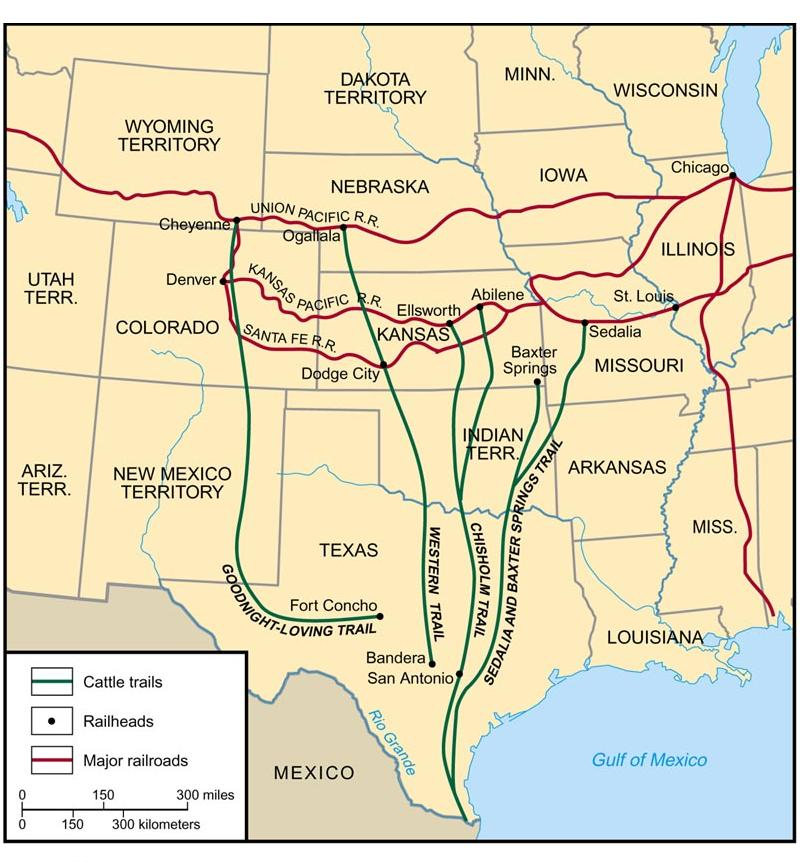 DAKOTA
TERRITORY
MINN.
WISCONSIN
WYOMING
TERRITORY
Chicago
IOWA
NEBRASKA
UNION PACIFIC R.R.
Cheyenne
Ogallala
ILLINOIS
UTAH
TERR.
Denver
KANSAS PACIFIC R.R.
Ellsworth
Abilene
St. Louis
COLORADO
SANTA FE R.R.
KANSAS
Sedalia
Dodge City
Baxter
Springs
MISSOURI
ARIZ.
TERR.
NEW MEXICO
TERRITORY
INDIAN
TERR.
ARKANSAS
MISS.
TEXAS
WESTERN TRAIL
CHISHOLM TRAIL
SEDALIA AND BAXTER SPRINGS TRAIL
GOODNIGHT-LOVING TRAIL
Fort Concho
LOUISIANA
Bandera
San Antonio
Rio Grande
MEXICO
Gulf of Mexico
Cattle trails
Railheads
Major railroads
0 150 300 miles
0 150 300 kilometers